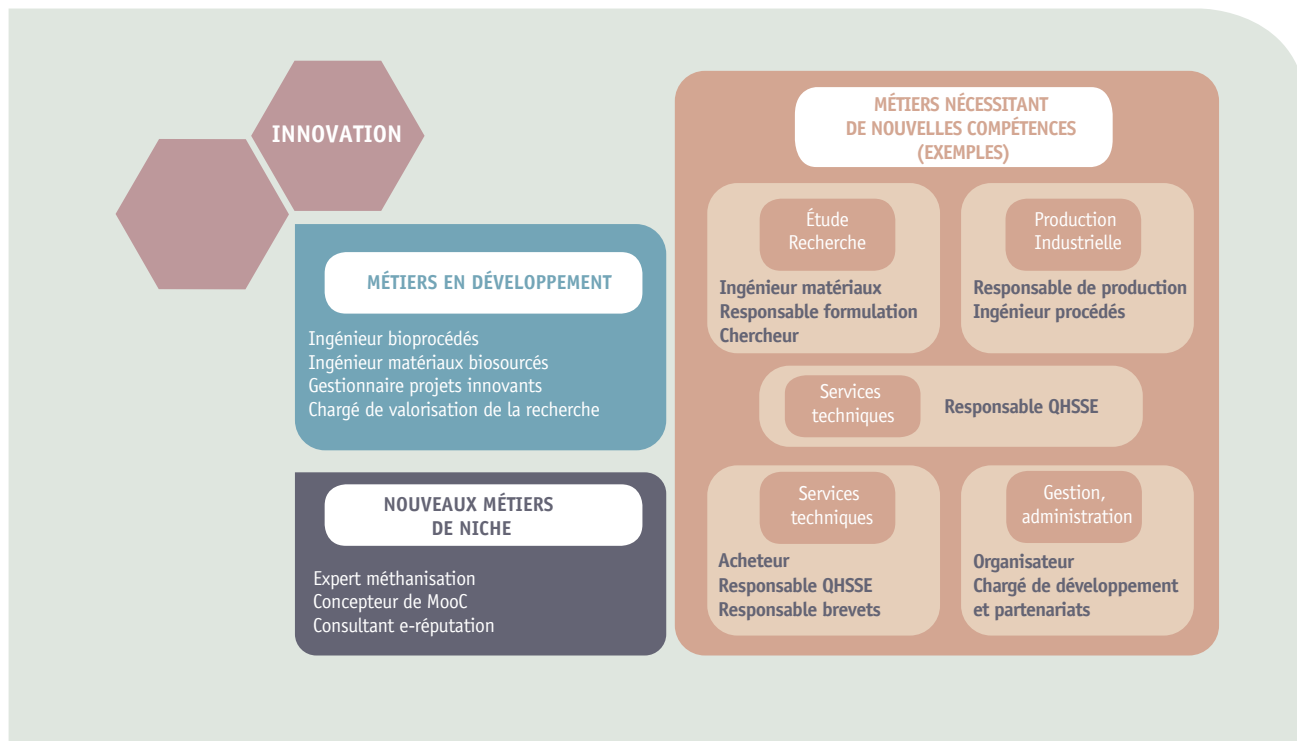 INNOVATION
MÉTIERS EN DÉVELOPPEMENT
Ingénieur bioprocédés
Ingénieur matériaux biosourcés
Gestionnaire projets innovants
Chargé de valorisation de la recherche
NOUVEAUX MÉTIERS
DE NICHE
Expert méthanisation
Concepteur de MooC
Consultant e-réputation
MÉTIERS NÉCESSITANT
DE NOUVELLES COMPÉTENCES
(EXEMPLES)
Étude
Recherche
Ingénieur matériaux
Responsable formulation
Chercheur
Production
Industrielle
Responsable de production
Ingénieur procédés
Services
techniques
Responsable QHSSE
Services
techniques
Acheteur
Responsable QHSSE
Responsable brevets
Gestion,
administration
Organisateur
Chargé de développement
et partenariats